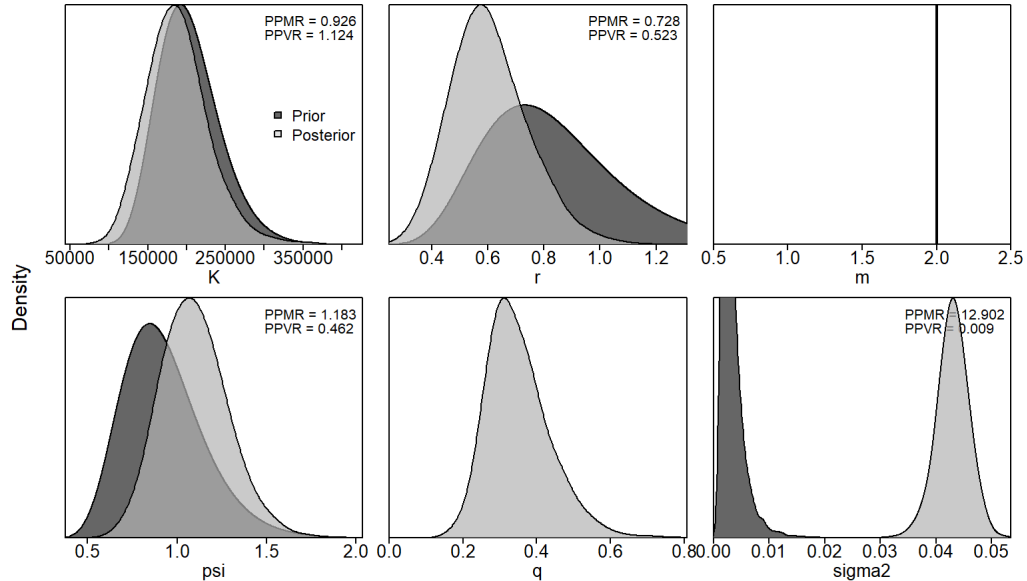 PPMR = 0.926
PPVR = 1.124
Prior
Posterior
50000 150000 250000 350000
K
PPMR = 0.728
PPVR = 0.523
0.4 0.6 0.8 1.0 1.2
r
0.5 1.0 1.5 2.0 2.5
m
Density
PPMR = 1.183
PPVR = 0.462
0.5 1.0 1.5 2.0
psi
0.0 0.2 0.4 0.6 0.8
q
PPMR = 12.902
PPVR = 0.009
0.00 0.01 0.02 0.03 0.04 0.05
sigma2